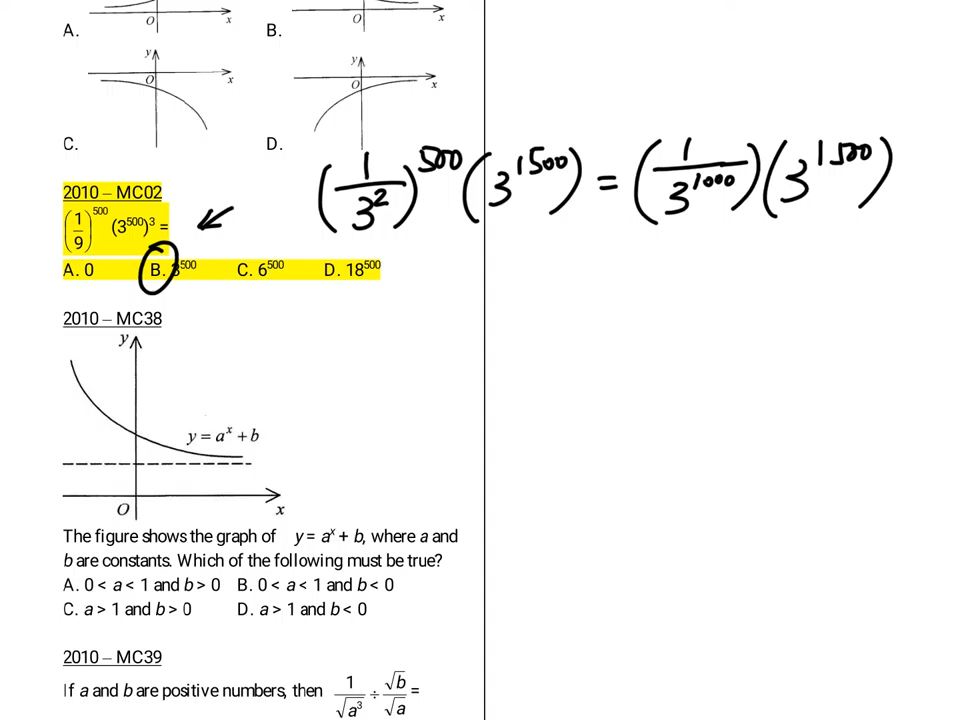 O x O x
A. B.
y y
O x O x
C. D.
(1/3²)^500 (3^1500) = (1/3^1000)(3^1500)
2010 – MC02
(1/9)^500 (3^500)^3 =
A. 0 B. 3^500 C. 6^500 D. 18^500
2010 – MC38
y
y = a^x + b
O x
The figure shows the graph of y = a^x + b, where a and
b are constants. Which of the following must be true?
A. 0 < a < 1 and b > 0 B. 0 < a < 1 and b < 0
C. a > 1 and b > 0 D. a > 1 and b < 0
2010 – MC39
If a and b are positive numbers, then 1/√a³ ÷ √b/√a =